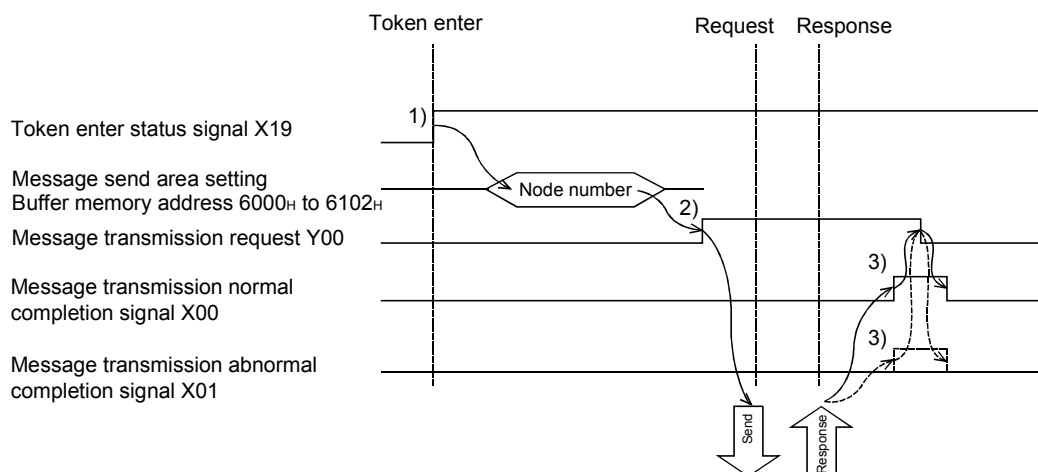 Token enter
Request
Response
1)
Token enter status signal X19
Message send area setting
Node number
Buffer memory address 6000H to 6102H
2)
Message transmission request Y00
3)
Message transmission normal
completion signal X00
3)
Message transmission abnormal
completion signal X01
Send
Response